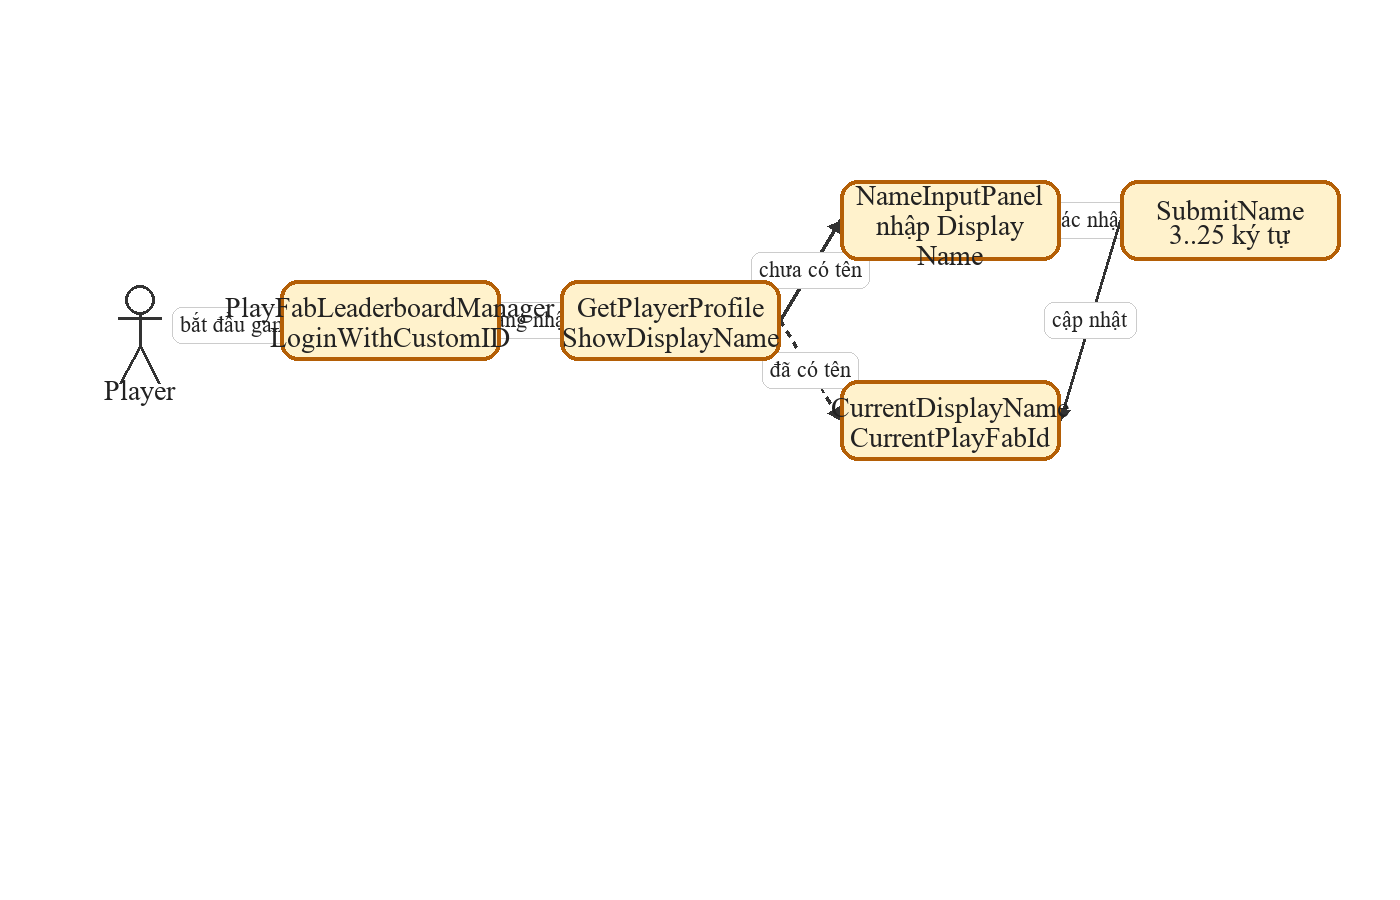 Player
bắt đầu
PlayFabLeaderboardManager
LoginWithCustomID
GetPlayerProfile
ShowDisplayName
chưa có tên
đã có tên
NameInputPanel
nhập Display
Name
SubmitName
3..25 ký tự
cập nhật
CurrentDisplayName
CurrentPlayFabId